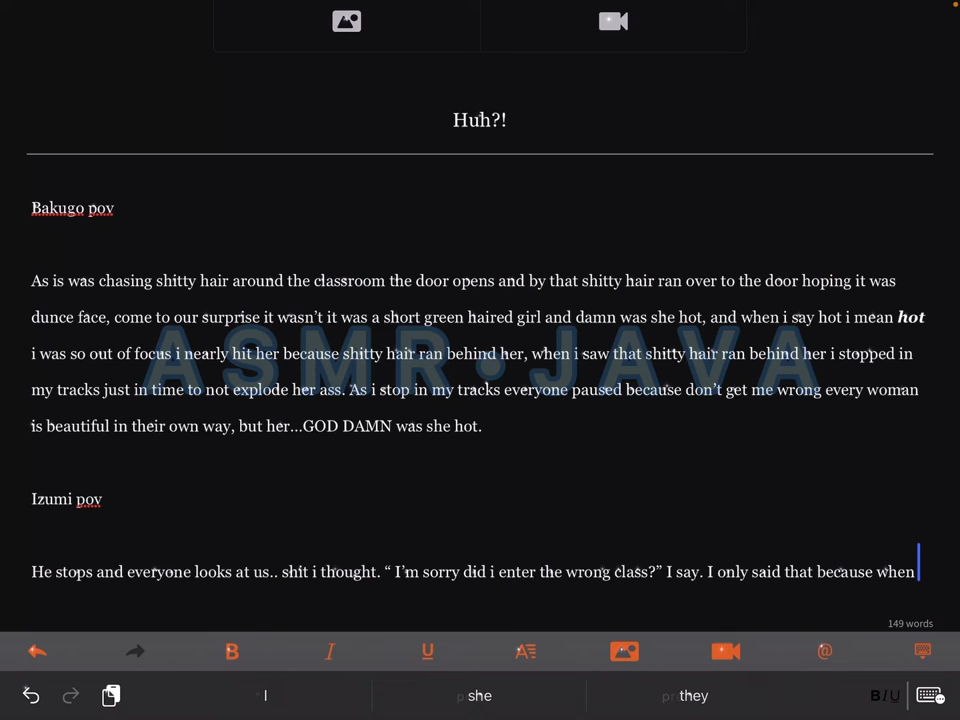 Huh?!
Bakugo pov
As is was chasing shitty hair around the classroom the door opens and by that shitty hair ran over to the door hoping it was
dunce face, come to our surprise it wasn’t it was a short green haired girl and damn was she hot, and when i say hot i mean hot
i was so out of focus i nearly hit her because shitty hair ran behind her, when i saw that shitty hair ran behind her i stopped in
my tracks just in time to not explode her ass. As i stop in my tracks everyone paused because don’t get me wrong every woman
is beautiful in their own way, but her...GOD DAMN was she hot.
ASMR•JAVA
Izumi pov
He stops and everyone looks at us.. shit i thought. “ I’m sorry did i enter the wrong class?” I say. I only said that because when
149 words
B I U A @
I she they B I U